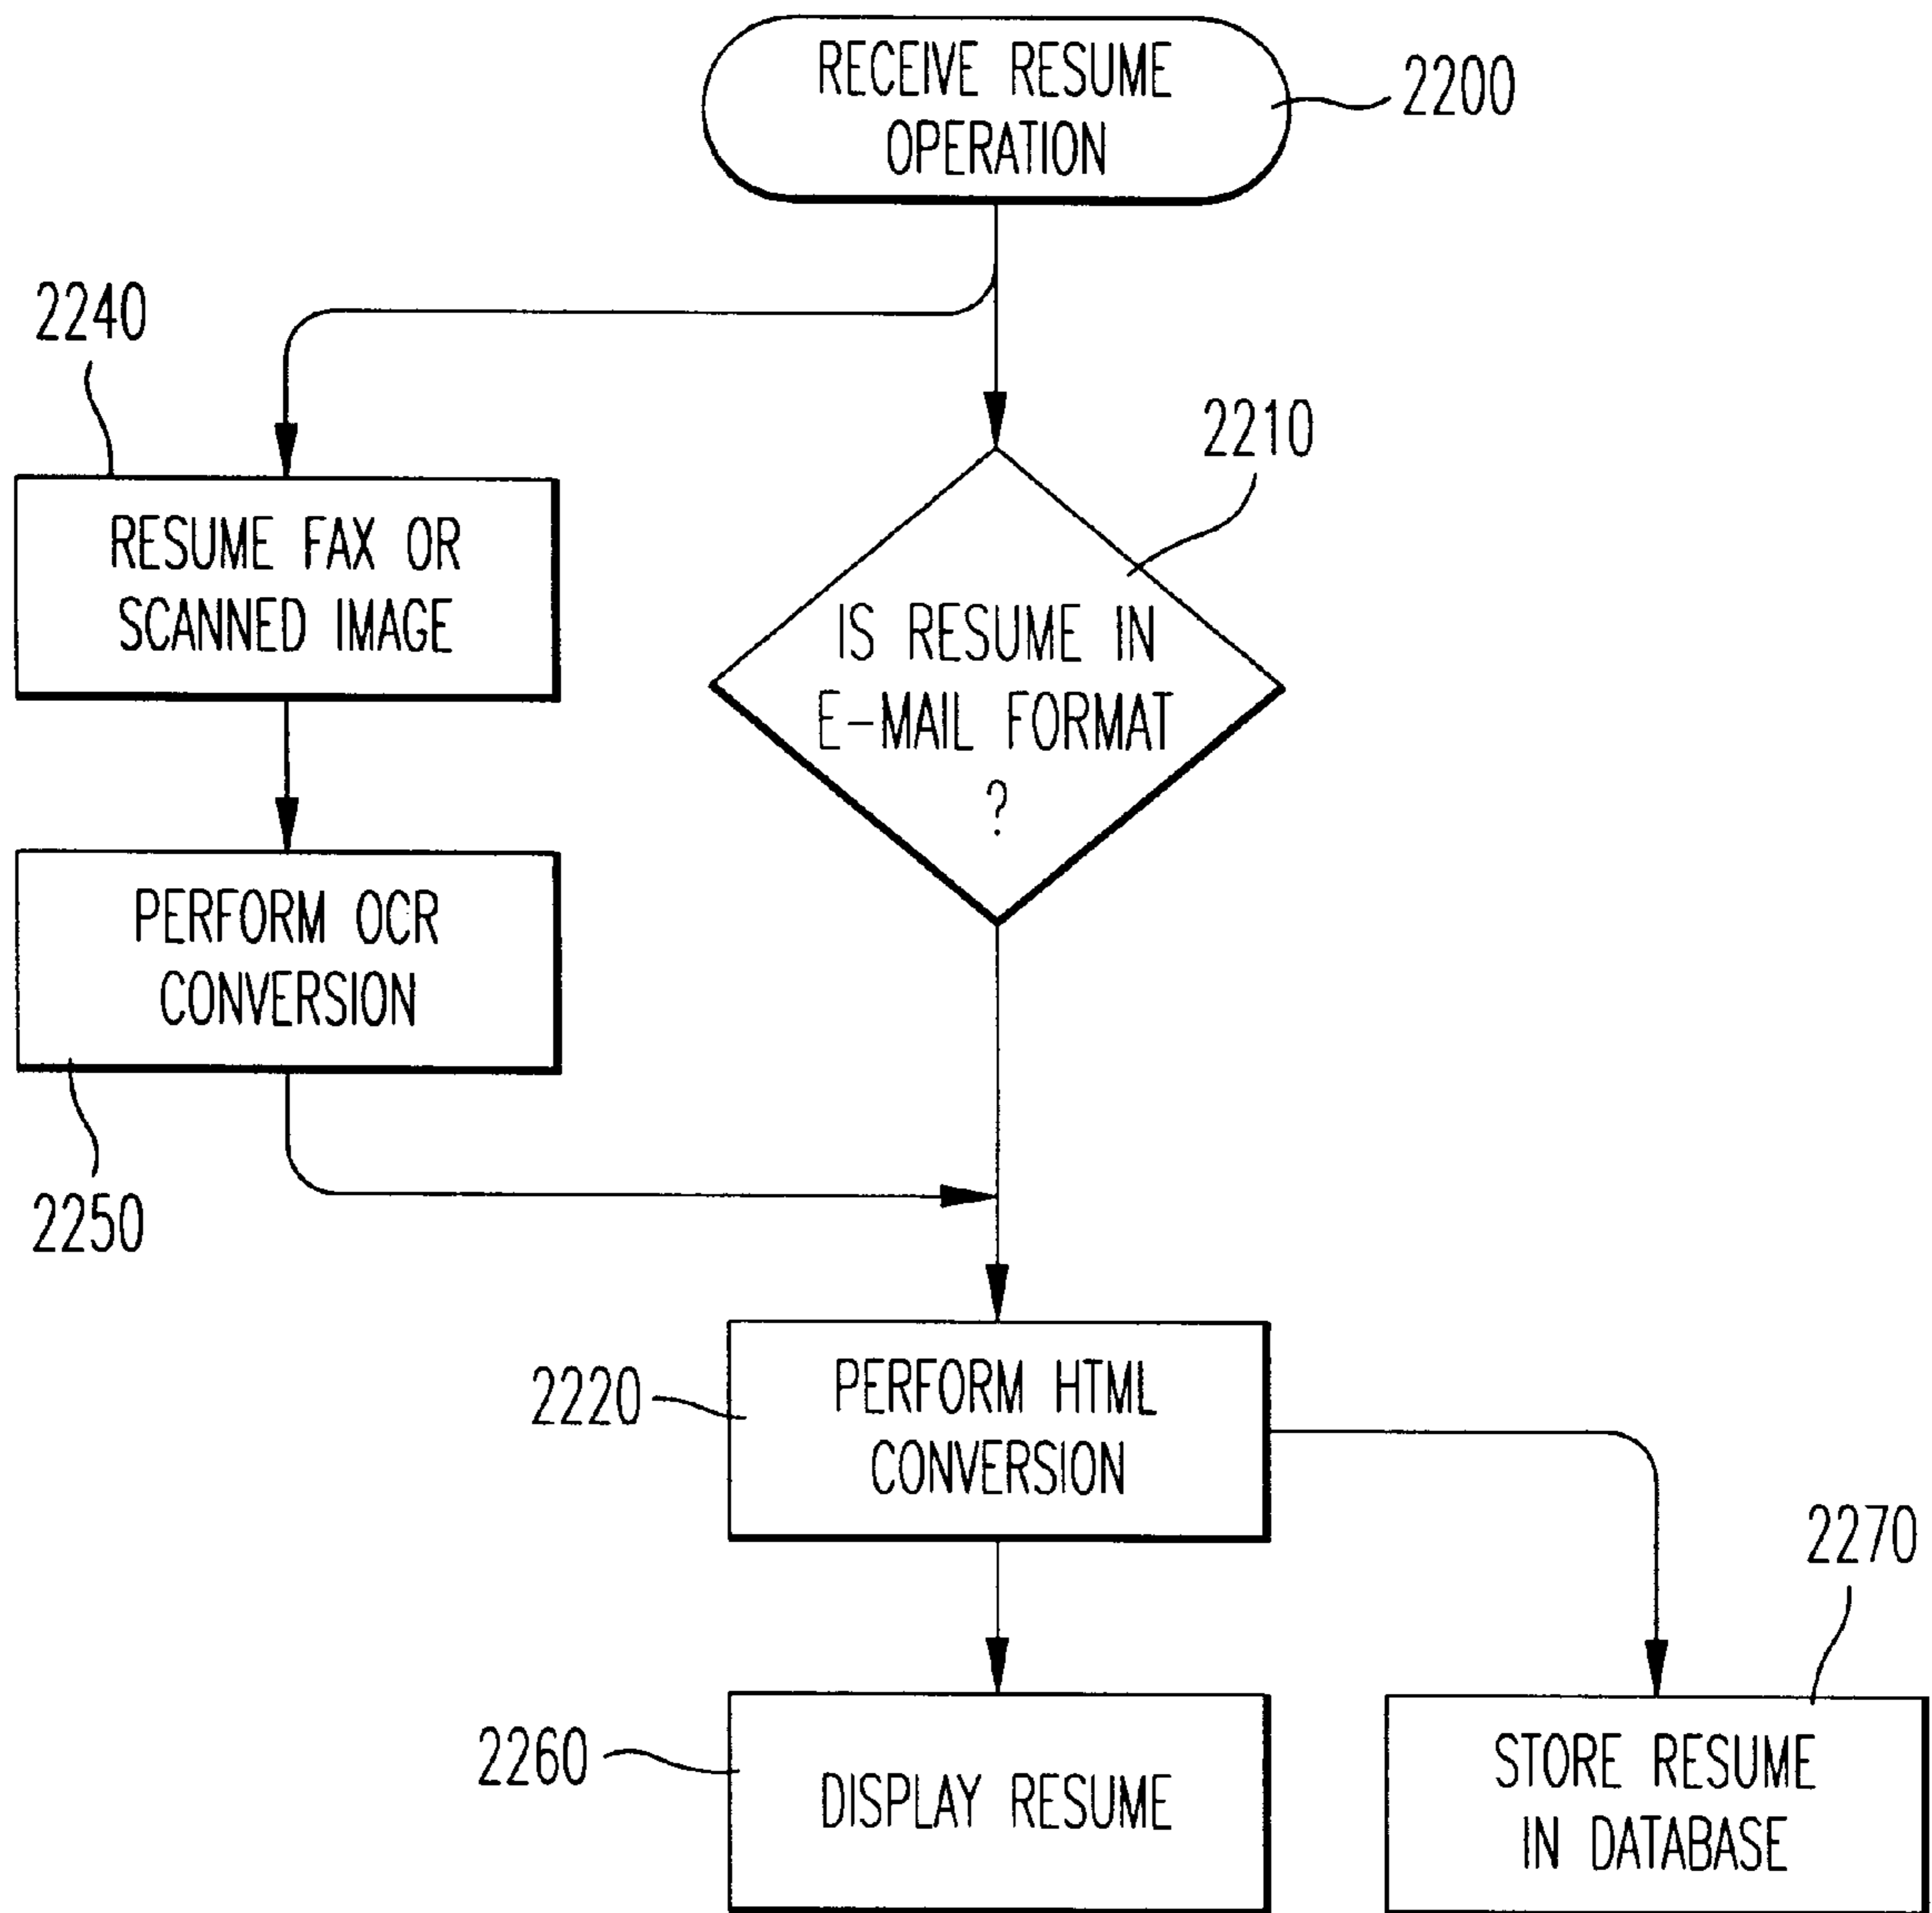 RECEIVE RESUME
OPERATION
2200
2240
RESUME FAX OR
SCANNED IMAGE
2210
IS RESUME IN
E-MAIL FORMAT
?
PERFORM OCR
CONVERSION
2250
2220
PERFORM HTML
CONVERSION
2270
2260
DISPLAY RESUME
STORE RESUME
IN DATABASE